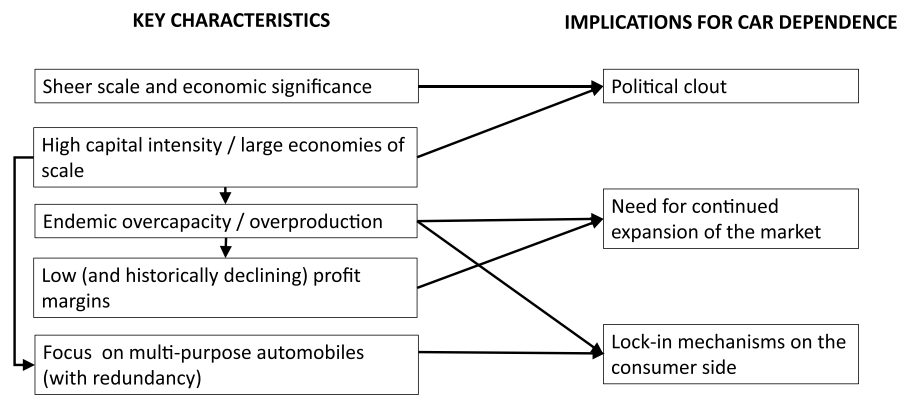 KEY CHARACTERISTICS
IMPLICATIONS FOR CAR DEPENDENCE
Sheer scale and economic significance
Political clout
High capital intensity / large economies of
scale
Endemic overcapacity / overproduction
Need for continued
expansion of the market
Low (and historically declining) profit
margins
Focus on multi-purpose automobiles
(with redundancy)
Lock-in mechanisms on the
consumer side